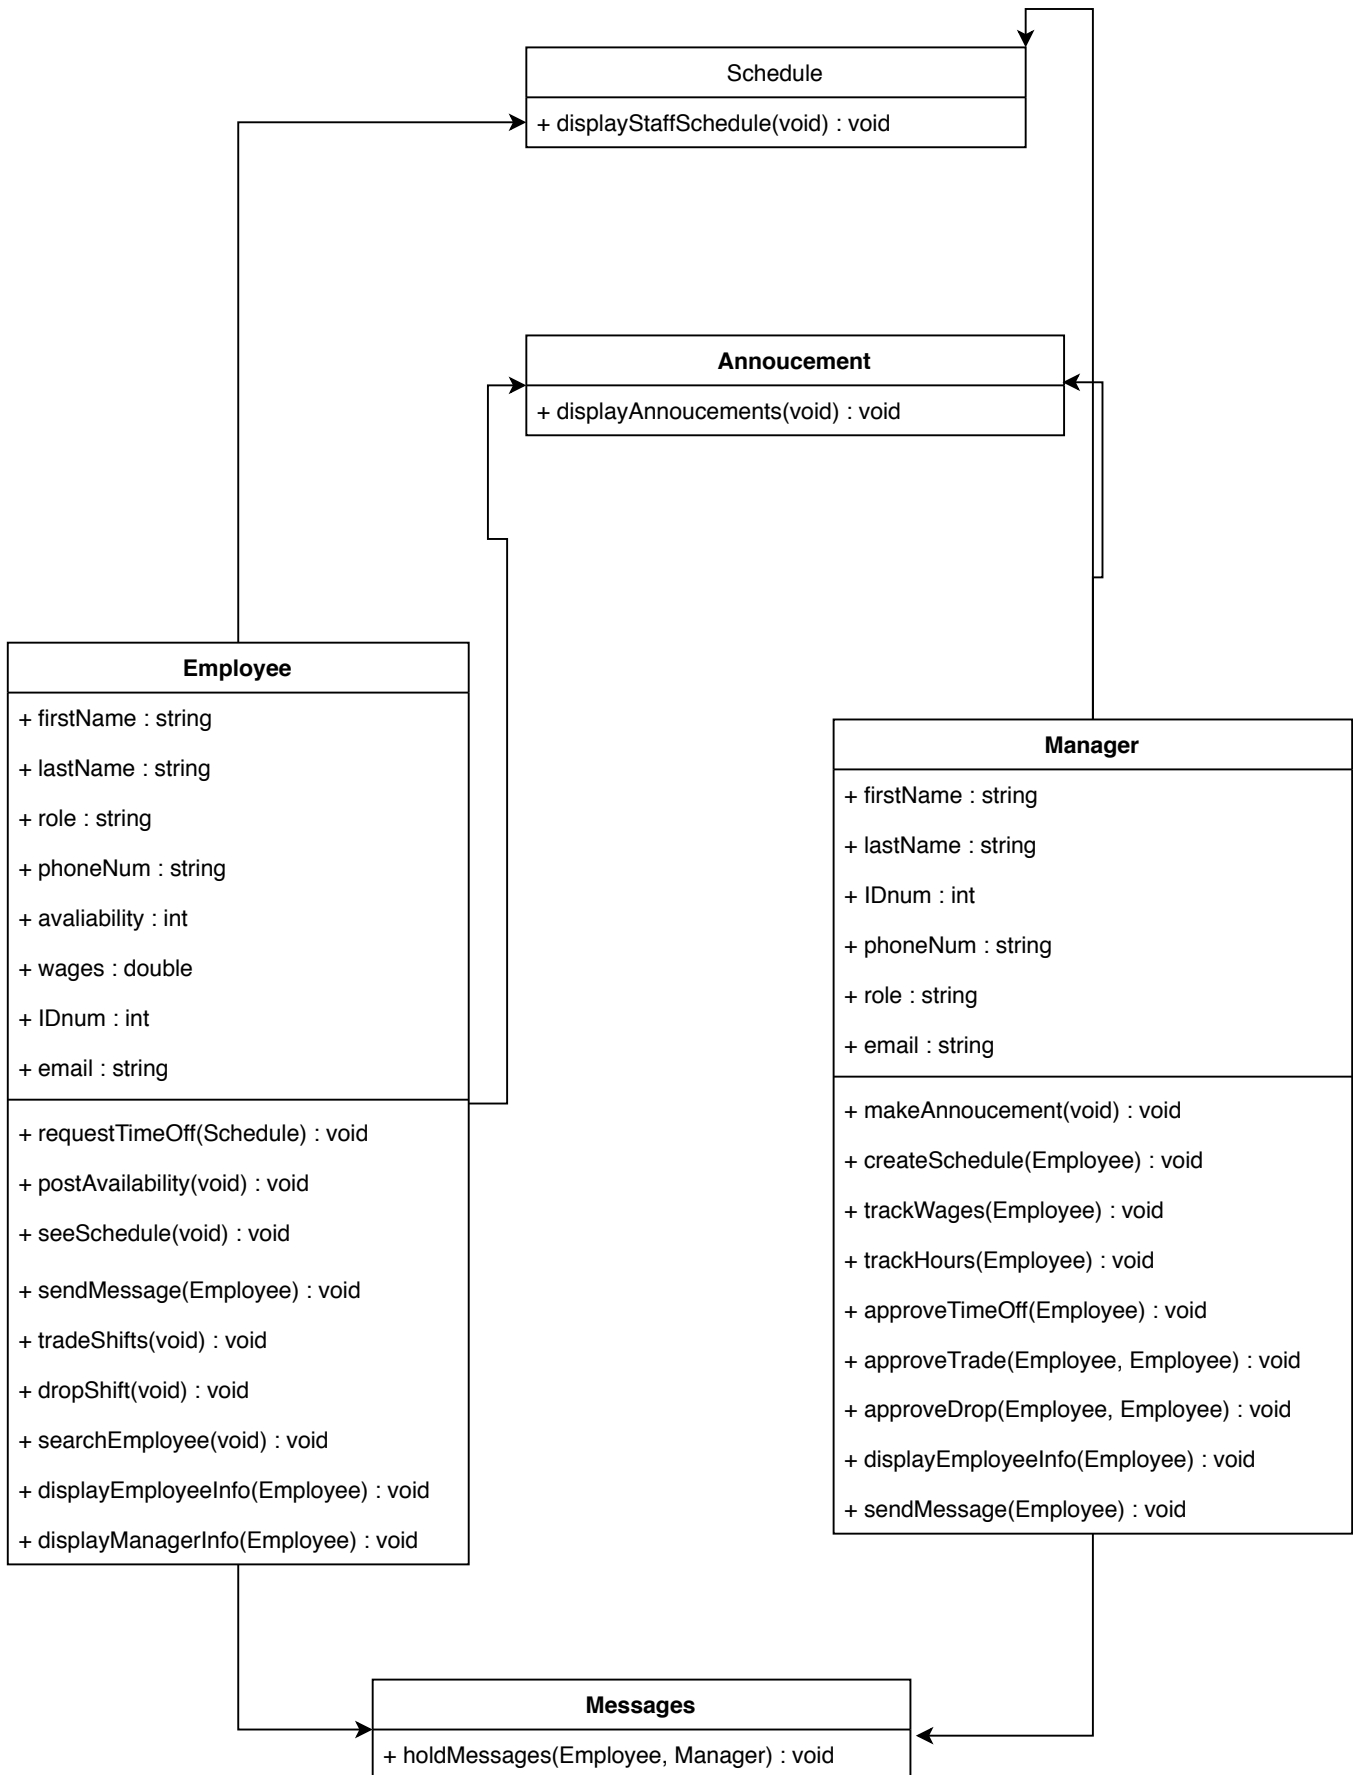 Schedule
+ displayStaffSchedule(void) : void
Annoucement
+ displayAnnoucements(void) : void
Employee
+ firstName : string
+ lastName : string
+ role : string
+ phoneNum : string
+ avaliability : int
+ wages : double
+ IDnum : int
+ email : string
+ requestTimeOff(Schedule) : void
+ postAvailability(void) : void
+ seeSchedule(void) : void
+ sendMessage(Employee) : void
+ tradeShifts(void) : void
+ dropShift(void) : void
+ searchEmployee(void) : void
+ displayEmployeeInfo(Employee) : void
+ displayManagerInfo(Employee) : void
Manager
+ firstName : string
+ lastName : string
+ IDnum : int
+ phoneNum : string
+ role : string
+ email : string
+ makeAnnoucement(void) : void
+ createSchedule(Employee) : void
+ trackWages(Employee) : void
+ trackHours(Employee) : void
+ approveTimeOff(Employee) : void
+ approveTrade(Employee, Employee) : void
+ approveDrop(Employee, Employee) : void
+ displayEmployeeInfo(Employee) : void
+ sendMessage(Employee) : void
Messages
+ holdMessages(Employee, Manager) : void